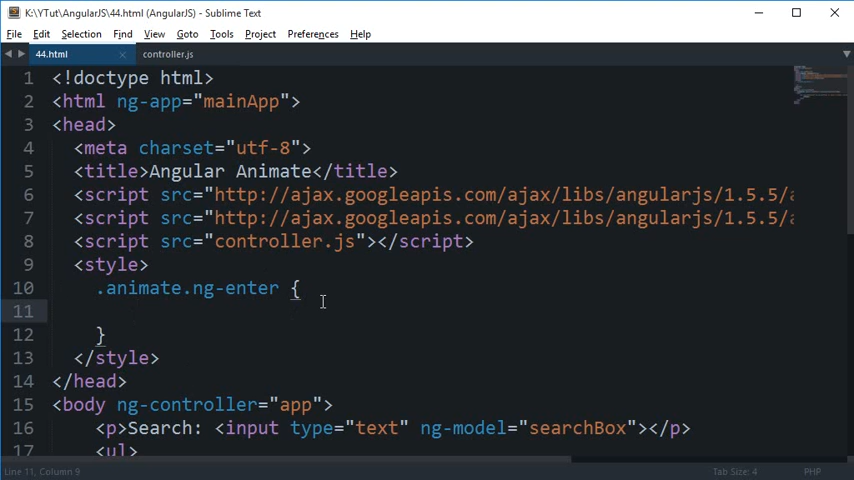 K:\YTut\AngularJS\44.html (AngularJS) - Sublime Text
File Edit Selection Find View Goto Tools Project Preferences Help
44.html × controller.js
1 <!doctype html>
2 <html ng-app="mainApp">
3 <head>
4 <meta charset="utf-8">
5 <title>Angular Animate</title>
6 <script src="http://ajax.googleapis.com/ajax/libs/angularjs/1.5.5/a
7 <script src="http://ajax.googleapis.com/ajax/libs/angularjs/1.5.5/a
8 <script src="controller.js"></script>
9 <style>
10 .animate.ng-enter {
11
12 }
13 </style>
14 </head>
15 <body ng-controller="app">
16 <p>Search: <input type="text" ng-model="searchBox"></p>
17 <ul>
Line 11, Column 9 Tab Size: 4 PHP